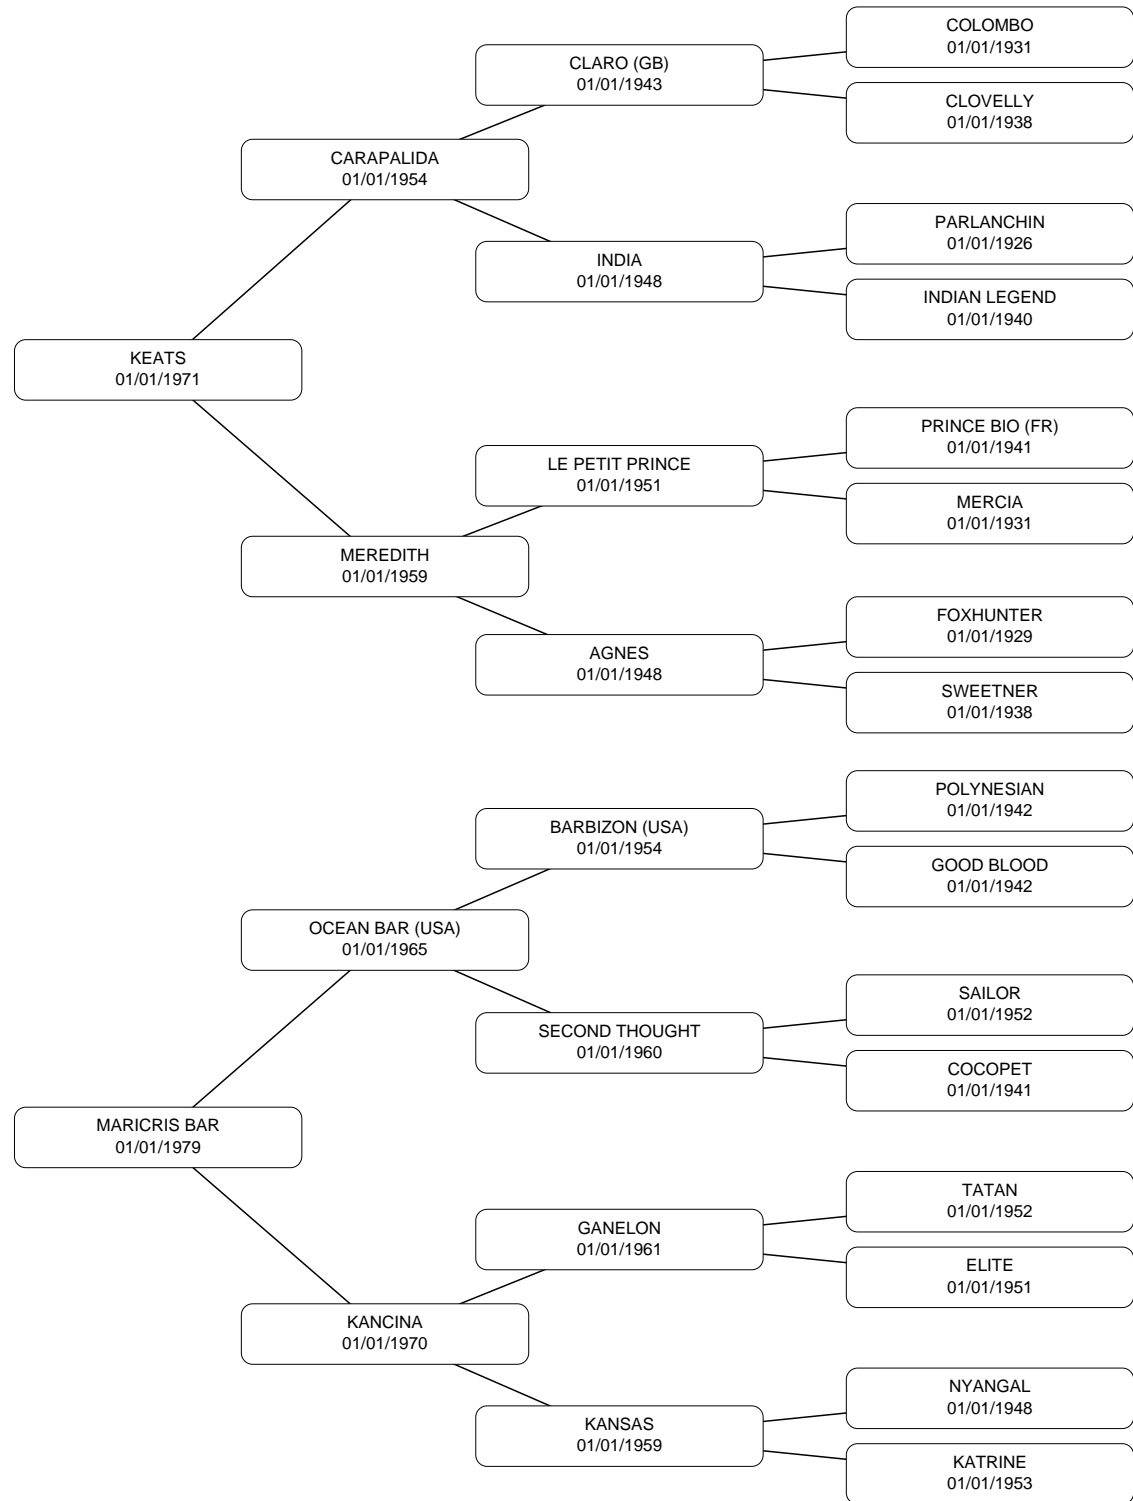 COLOMBO
01/01/1931
CLARO (GB)
01/01/1943
CLOVELLY
01/01/1938
CARAPALIDA
01/01/1954
PARLANCHIN
01/01/1926
INDIA
01/01/1948
INDIAN LEGEND
01/01/1940
KEATS
01/01/1971
PRINCE BIO (FR)
01/01/1941
LE PETIT PRINCE
01/01/1951
MERCIA
01/01/1931
MEREDITH
01/01/1959
FOXHUNTER
01/01/1929
AGNES
01/01/1948
SWEETNER
01/01/1938
POLYNESIAN
01/01/1942
BARBIZON (USA)
01/01/1954
GOOD BLOOD
01/01/1942
OCEAN BAR (USA)
01/01/1965
SAILOR
01/01/1952
SECOND THOUGHT
01/01/1960
COCOPET
01/01/1941
MARICRIS BAR
01/01/1979
TATAN
01/01/1952
GANELON
01/01/1961
ELITE
01/01/1951
KANCINA
01/01/1970
NYANGAL
01/01/1948
KANSAS
01/01/1959
KATRINE
01/01/1953